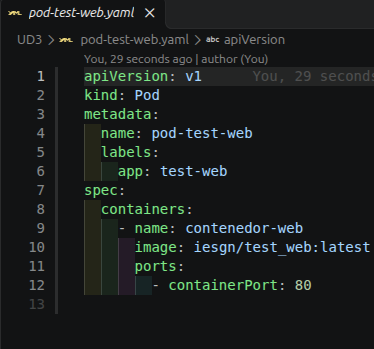 pod-test-web.yaml ×
UD3 > pod-test-web.yaml > abc apiVersion
You, 29 seconds ago | author (You)
1 apiVersion: v1 You, 29 seconds
2 kind: Pod
3 metadata:
4 name: pod-test-web
5 labels:
6 app: test-web
7 spec:
8 containers:
9 - name: contenedor-web
10 image: iesgn/test_web:latest
11 ports:
12 - containerPort: 80
13